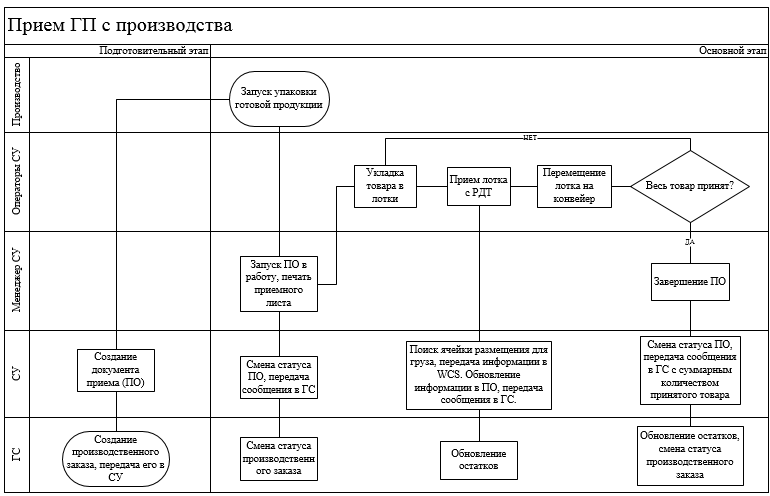 Прием ГП с производства
Подготовительный этап
Основной этап
Производство
Запуск упаковки
готовой продукции
Операторы СУ
НЕТ
Укладка
товара в
лотки
Прием лотка
с РДТ
Перемещение
лотка на
конвейер
Весь товар принят?
ДА
Менеджер СУ
Запуск ПО в
работу, печать
приемного
листа
Завершение ПО
СУ
Создание
документа
приема (ПО)
Смена статуса
ПО, передача
сообщения в ГС
Поиск ячейки размещения для
груза, передача информации в
WCS. Обновление
информации в ПО, передача
сообщения в ГС.
Смена статуса ПО,
передача сообщения
в ГС с суммарным
количеством
принятого товара
ГС
Создание
производственного
заказа, передача его в
СУ
Смена статуса
производствен
ного заказа
Обновление
остатков
Обновление остатков,
смена статуса
производственного
заказа